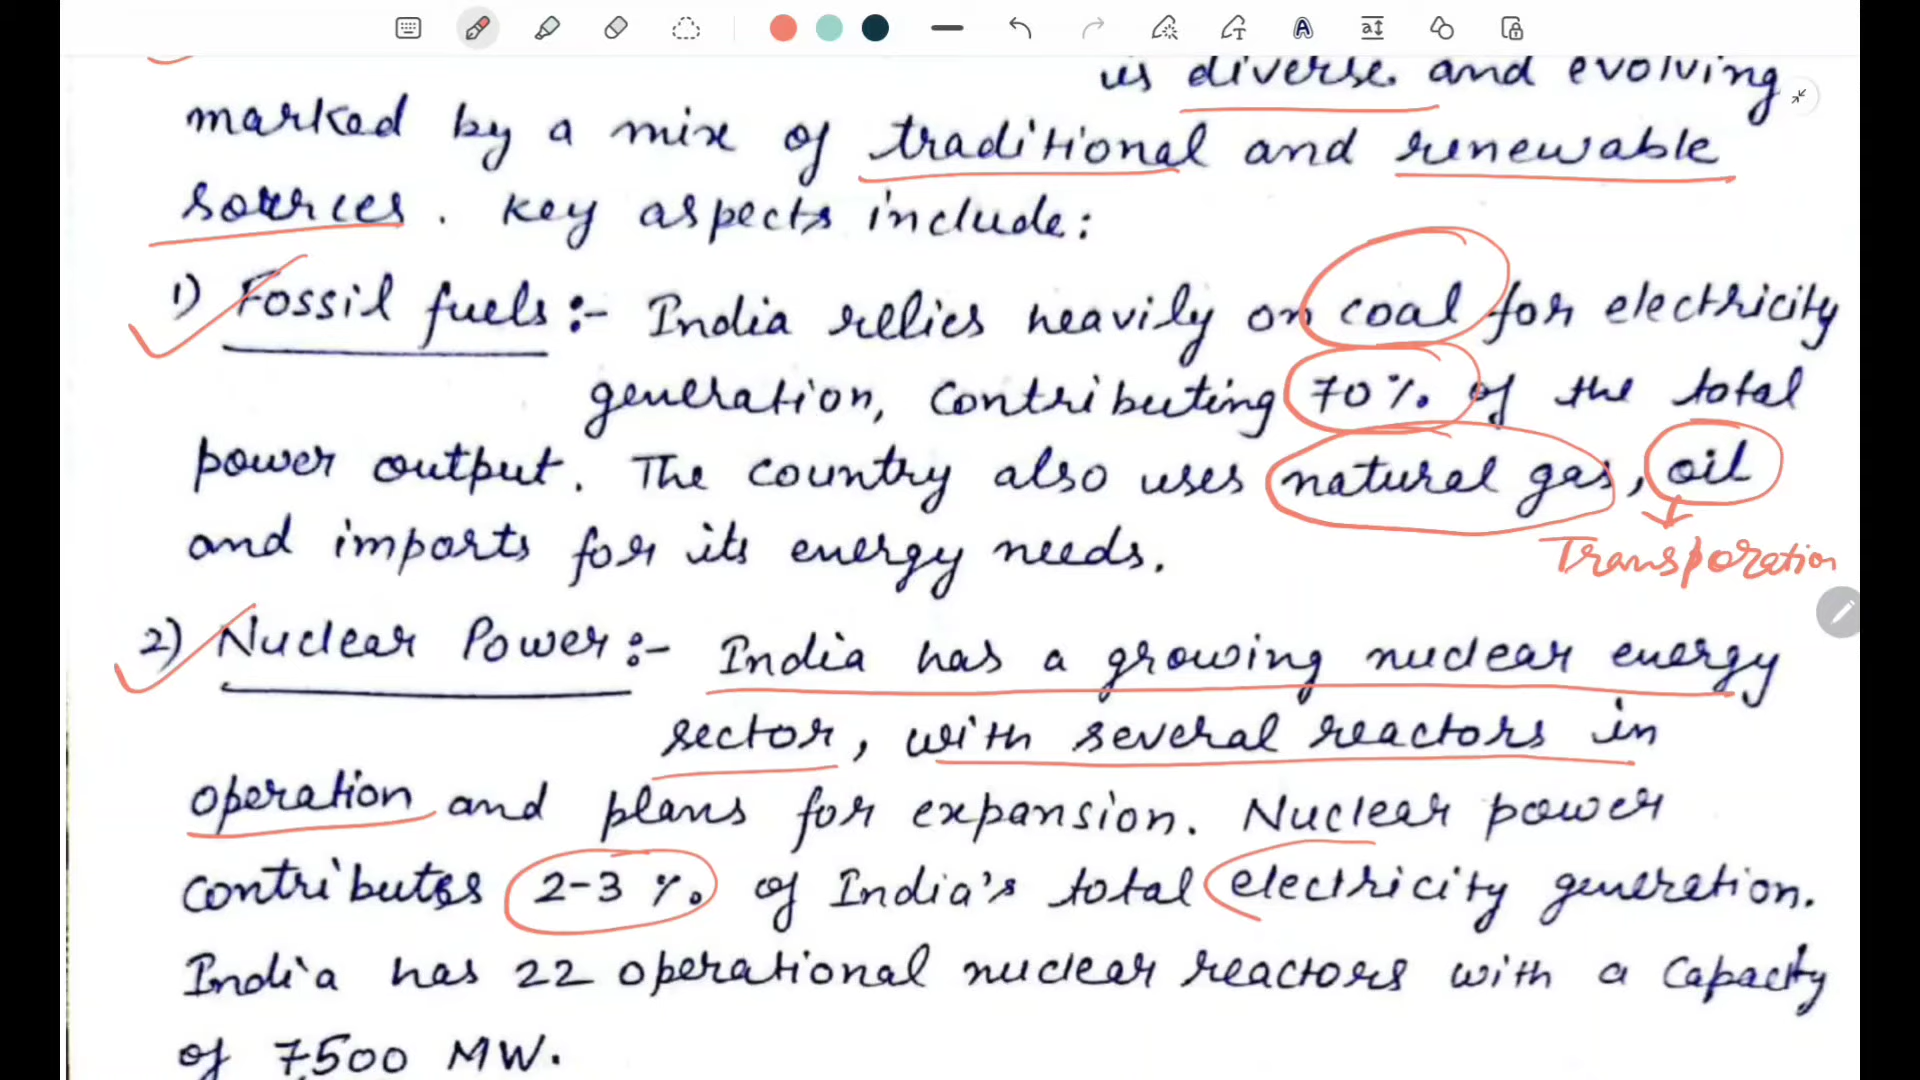 is diverse and evolving
marked by a mix of traditional and renewable
sources. Key aspects include:
1) Fossil fuels :- India relies heavily on coal for electricity
generation, contributing 70% of the total
power output. The country also uses natural gas, oil
and imports for its energy needs.
Transporation
2) Nuclear Power :- India has a growing nuclear energy
sector, with several reactors in
operation and plans for expansion. Nuclear power
contributes 2-3 % of India's total electricity generation.
India has 22 operational nuclear reactors with a capacity
of 7,500 MW.